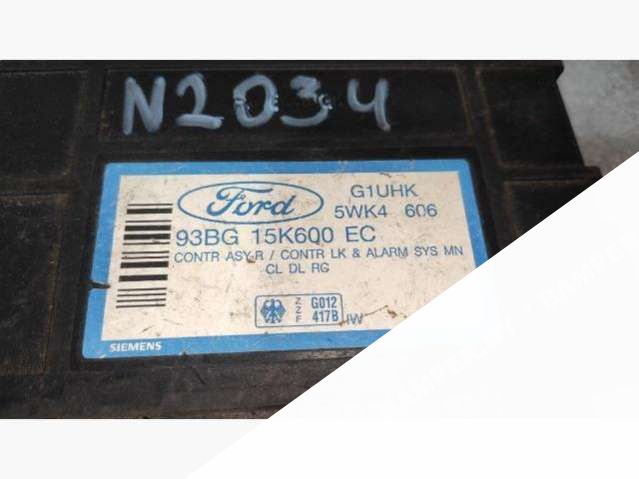 N2034
Ford
G1UHK
5WK4 606
93BG 15K600 EC
CONTR ASY-R / CONTR LK & ALARM SYS MN
CL DL RG
Z Z F
G012
417B
IW
SIEMENS